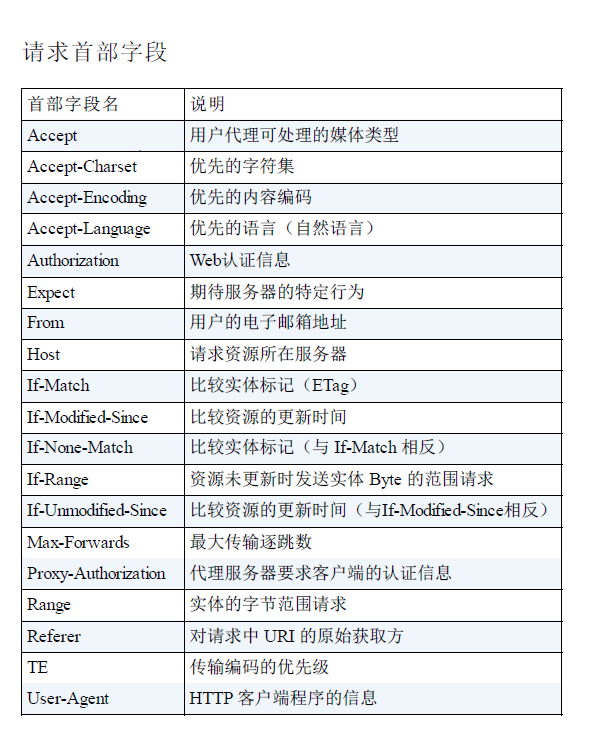 请求首部字段
首部字段名 说明
Accept 用户代理可处理的媒体类型
Accept-Charset 优先的字符集
Accept-Encoding 优先的内容编码
Accept-Language 优先的语言（自然语言）
Authorization Web认证信息
Expect 期待服务器的特定行为
From 用户的电子邮箱地址
Host 请求资源所在服务器
If-Match 比较实体标记（ETag）
If-Modified-Since 比较资源的更新时间
If-None-Match 比较实体标记（与 If-Match 相反）
If-Range 资源未更新时发送实体 Byte 的范围请求
If-Unmodified-Since 比较资源的更新时间（与If-Modified-Since相反）
Max-Forwards 最大传输逐跳数
Proxy-Authorization 代理服务器要求客户端的认证信息
Range 实体的字节范围请求
Referer 对请求中 URI 的原始获取方
TE 传输编码的优先级
User-Agent HTTP 客户端程序的信息